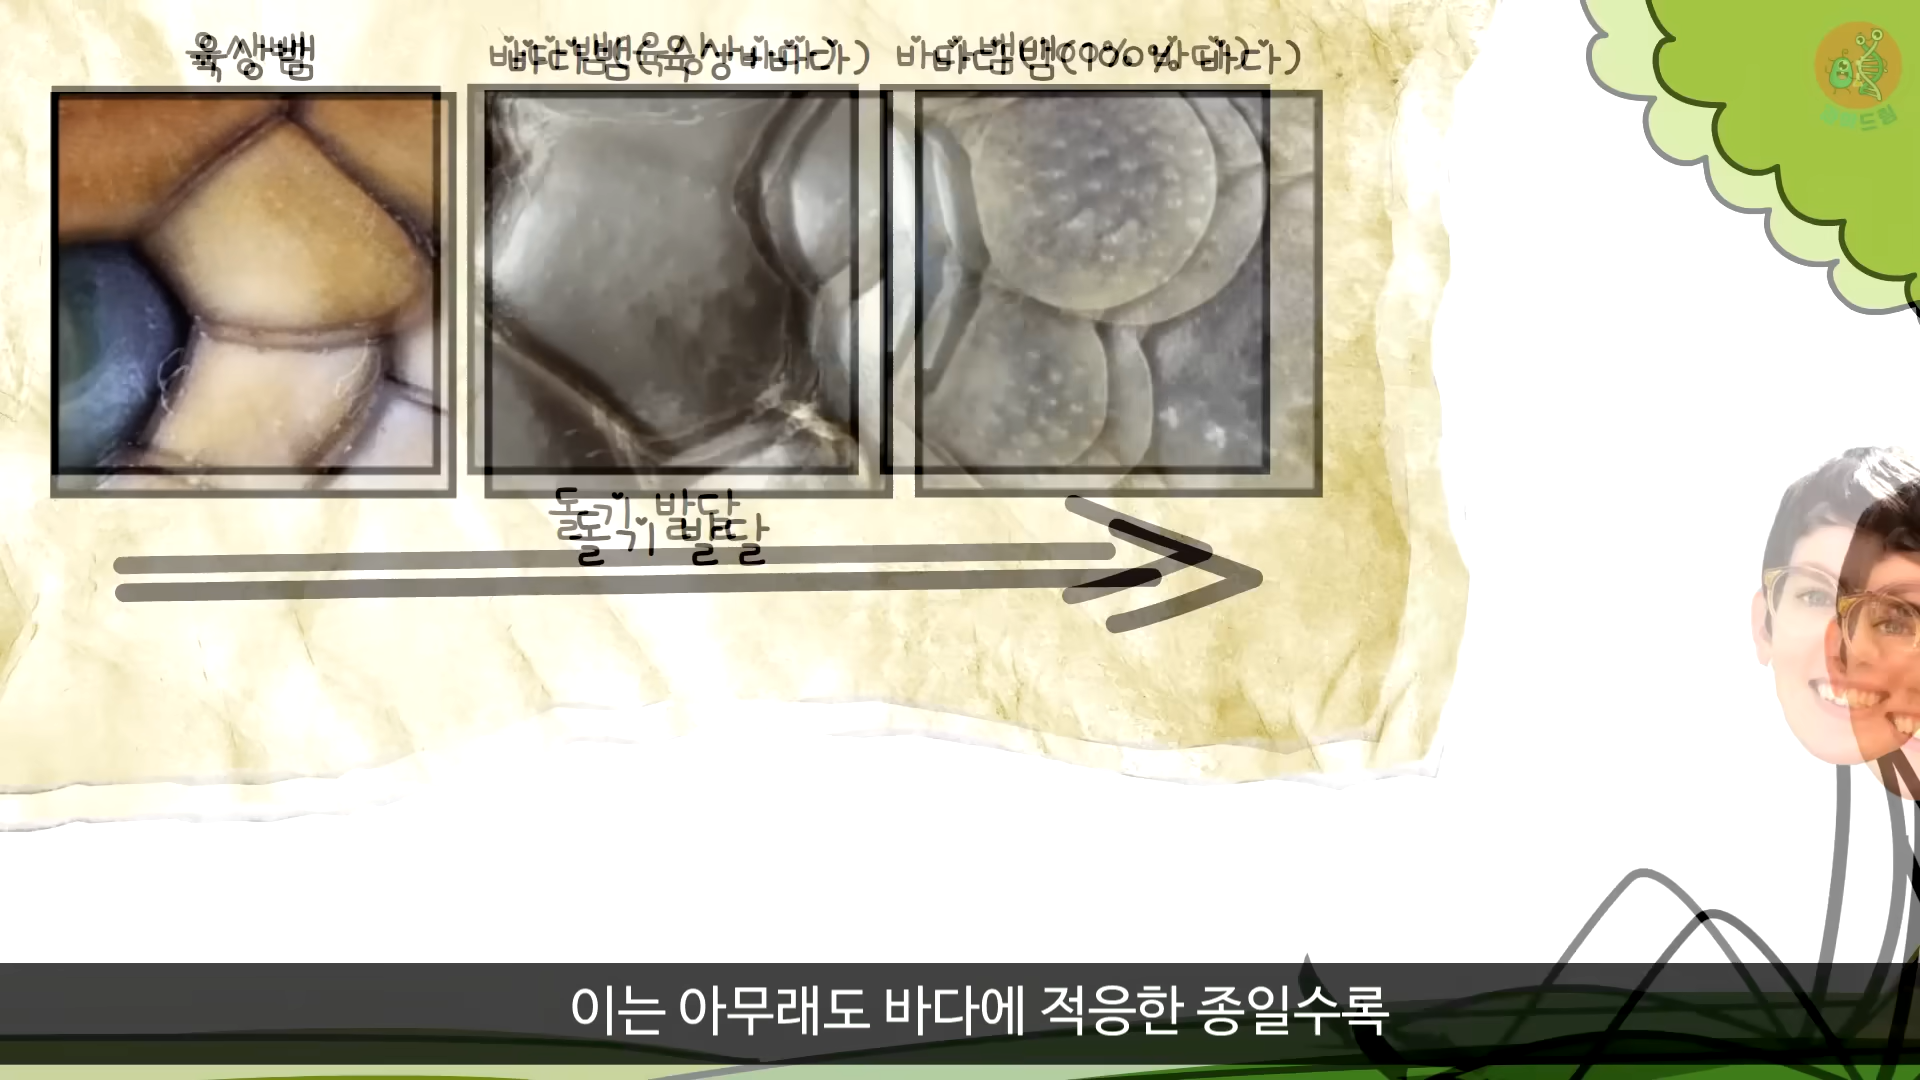 육상뱀
바다뱀(육상바다)
바다뱀(100% 바다)
돌기 발달
이는 아무래도 바다에 적응한 종일수록